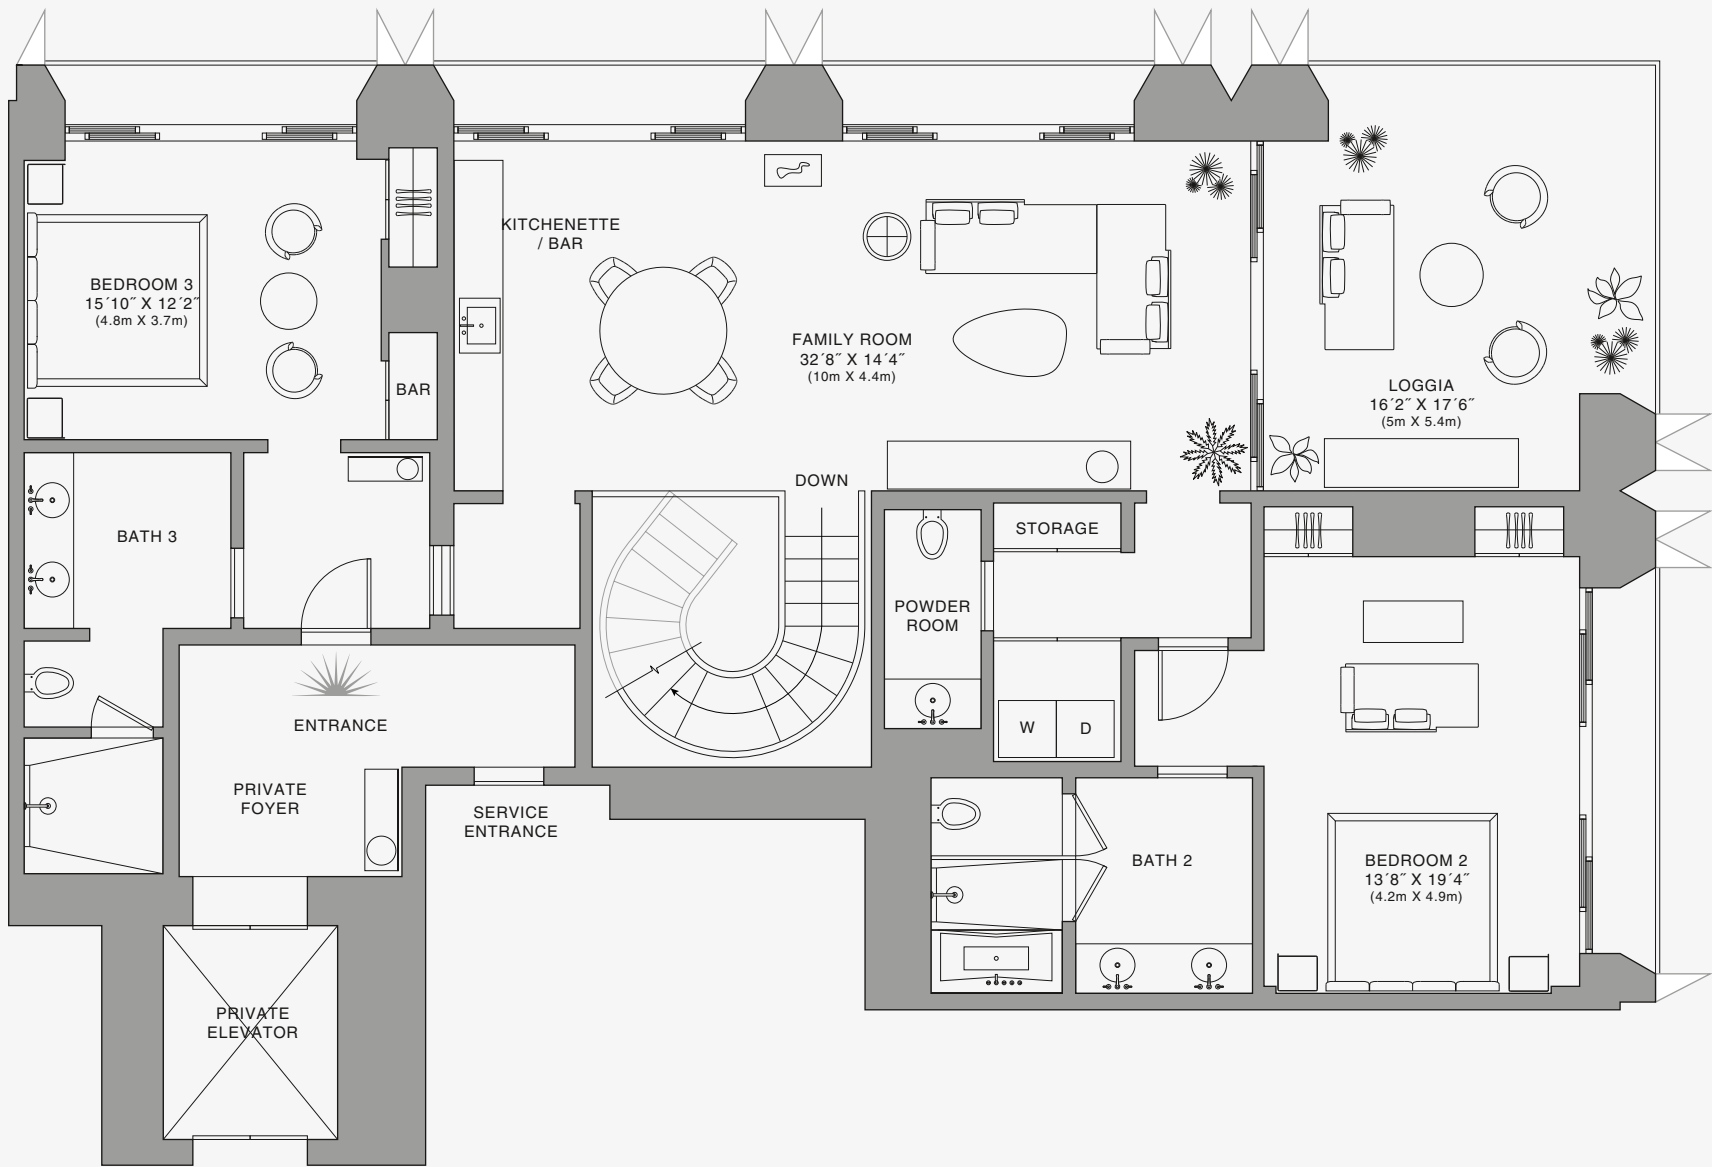 KITCHENETTE
/ BAR
BEDROOM 3
15´10˝ X 12´2˝
(4.8m X 3.7m)
BAR
FAMILY ROOM
32´8˝ X 14´4˝
(10m X 4.4m)
LOGGIA
16´2˝ X 17´6˝
(5m X 5.4m)
DOWN
BATH 3
STORAGE
POWDER
ROOM
ENTRANCE
W
D
PRIVATE
FOYER
SERVICE
ENTRANCE
BATH 2
BEDROOM 2
13´8˝ X 19´4˝
(4.2m X 4.9m)
PRIVATE
ELEVATOR